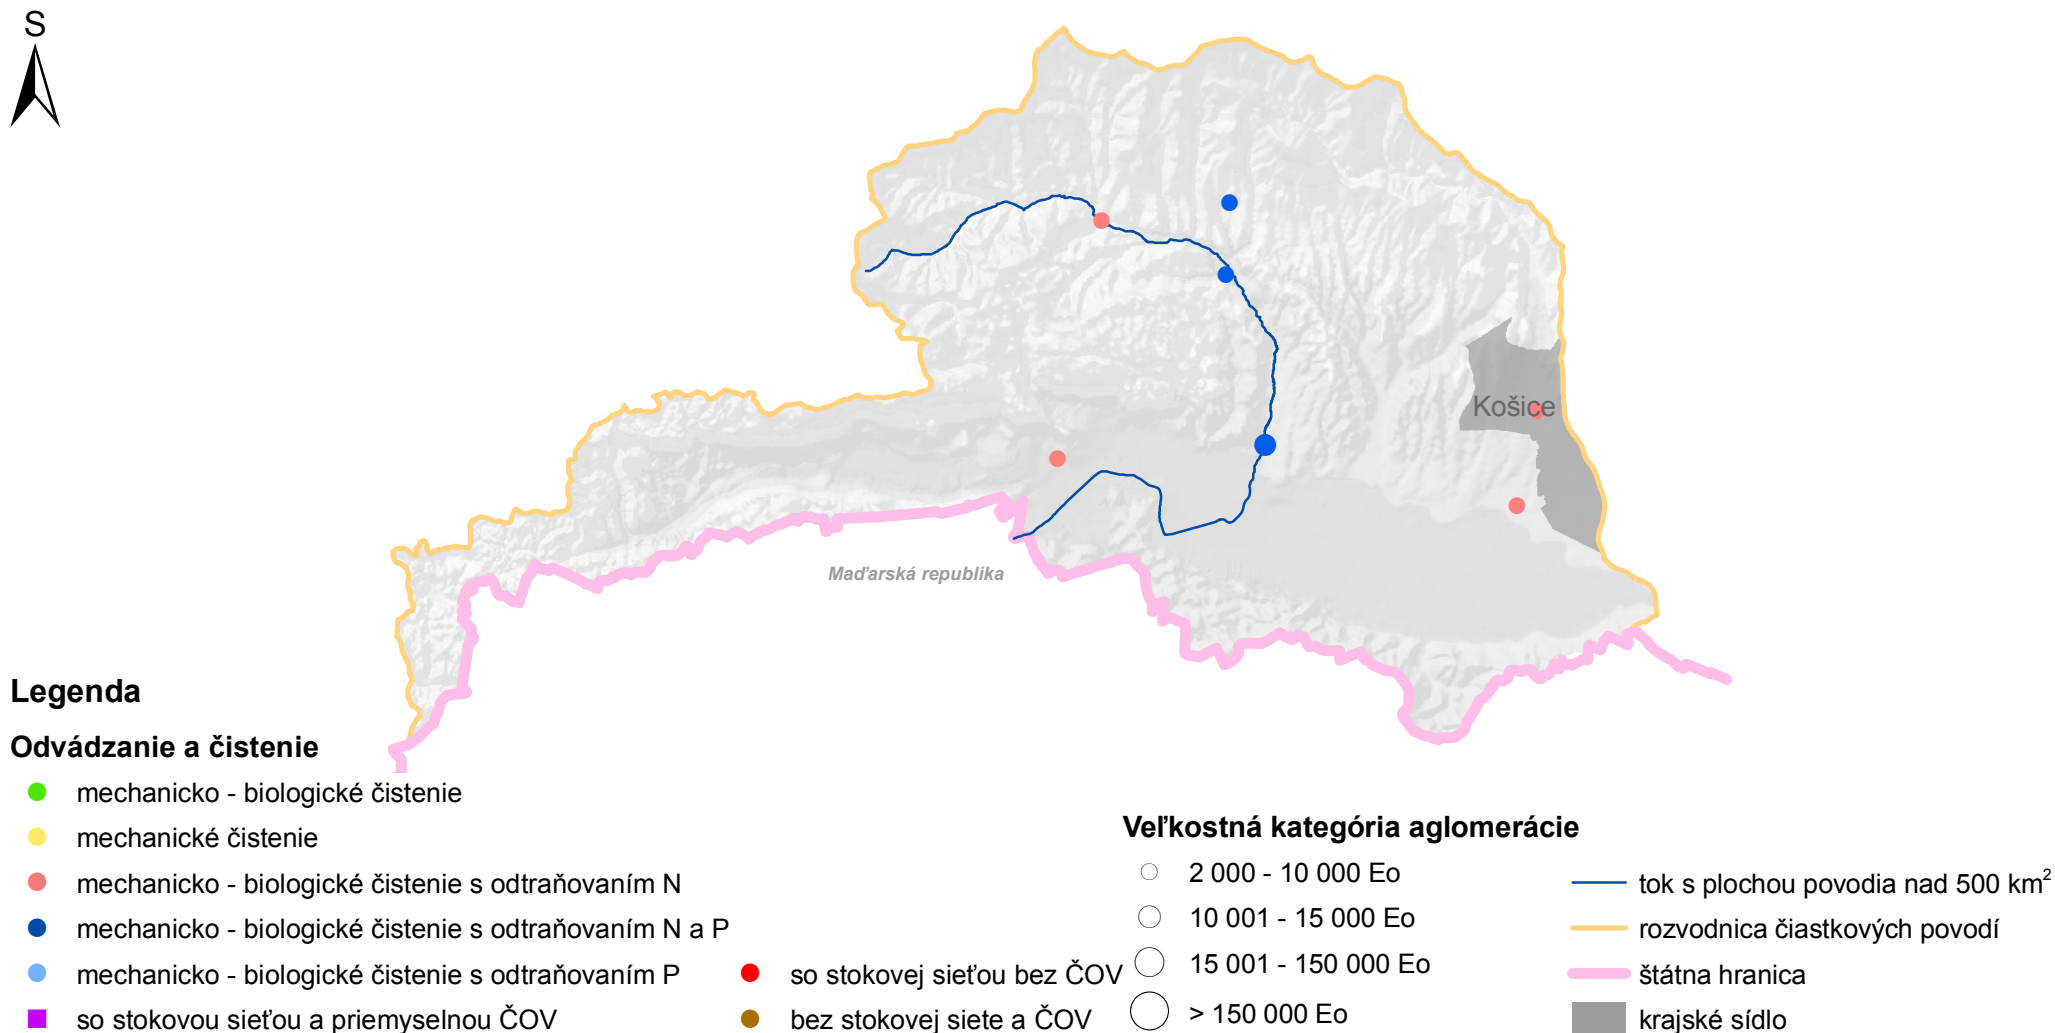 S
Košice
Maďarská republika
Legenda
Odvádzanie a čistenie
mechanicko - biologické čistenie
mechanické čistenie
mechanicko - biologické čistenie s odtraňovaním N
mechanicko - biologické čistenie s odtraňovaním N a P
mechanicko - biologické čistenie s odtraňovaním P
so stokovou sieťou a priemyselnou ČOV
so stokovej sieťou bez ČOV
bez stokovej siete a ČOV
Veľkostná kategória aglomerácie
2 000 - 10 000 Eo
10 001 - 15 000 Eo
15 001 - 150 000 Eo
> 150 000 Eo
tok s plochou povodia nad 500 km²
rozvodnica čiastkových povodí
štátna hranica
krajské sídlo